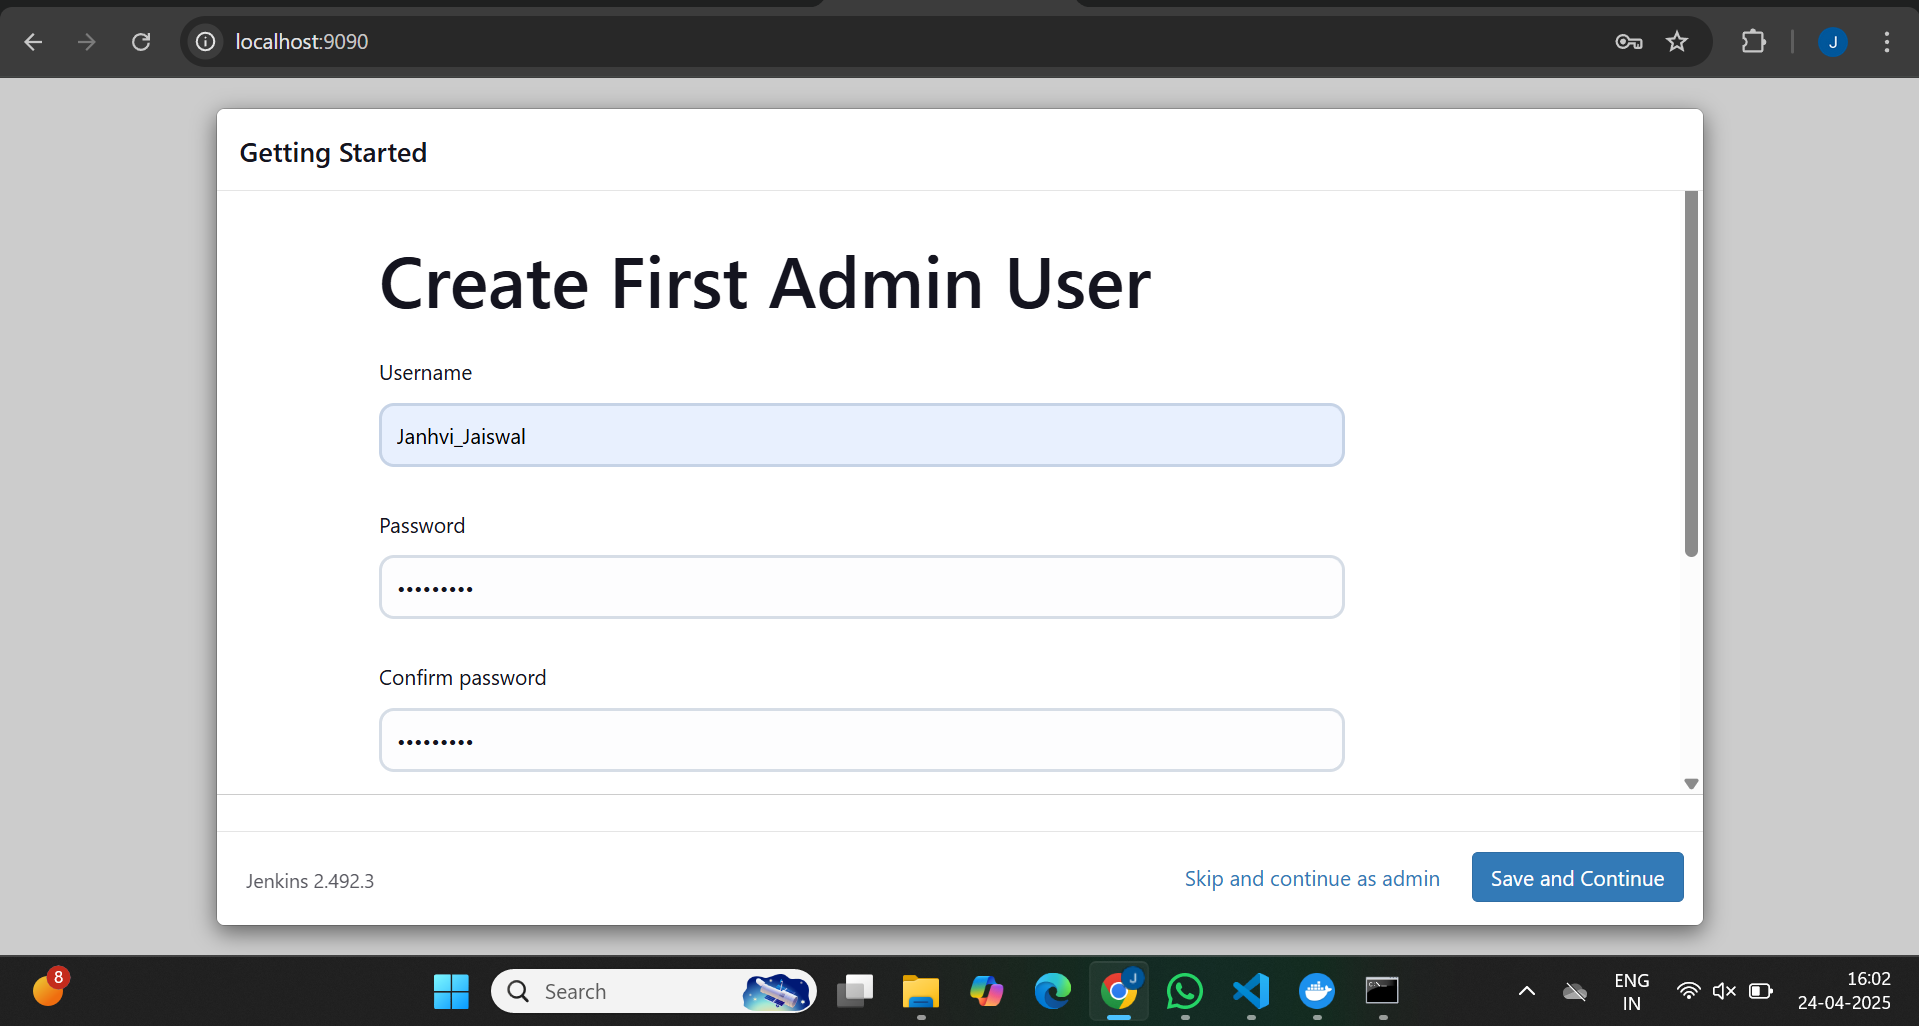 localhost:9090
J
Getting Started
Create First Admin User
Username
Janhvi_Jaiswal
Password
•••••••••
Confirm password
•••••••••
Jenkins 2.492.3
Skip and continue as admin
Save and Continue
8
Search
J
ENG
IN
16:02
24-04-2025